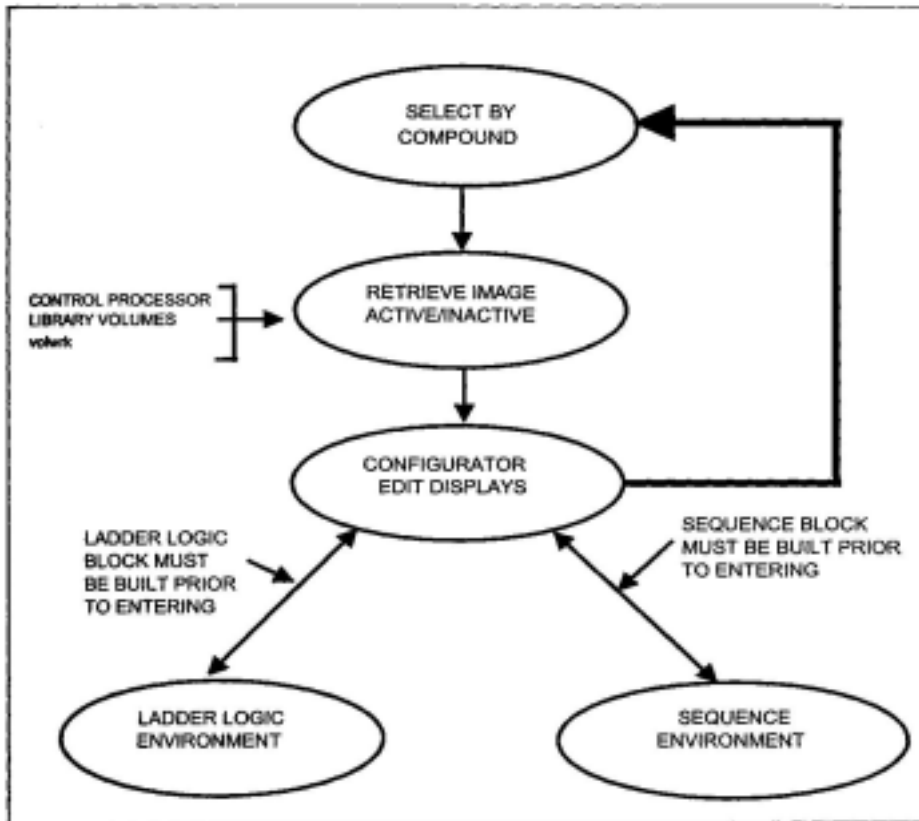 SELECT BY
COMPOUND
CONTROL PROCESSOR
LIBRARY VOLUMES
volwrk
RETRIEVE IMAGE
ACTIVE/INACTIVE
CONFIGURATOR
EDIT DISPLAYS
LADDER LOGIC
BLOCK MUST
BE BUILT PRIOR
TO ENTERING
SEQUENCE BLOCK
MUST BE BUILT PRIOR
TO ENTERING
LADDER LOGIC
ENVIRONMENT
SEQUENCE
ENVIRONMENT